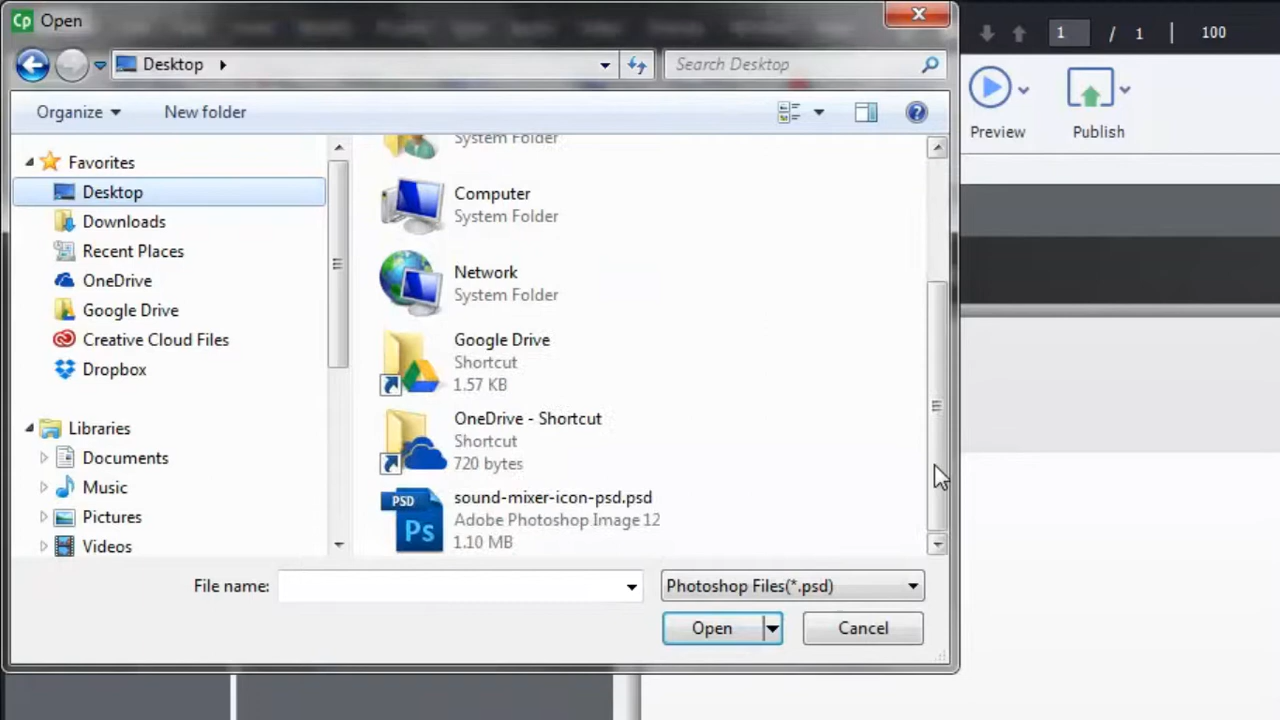 Cp Open
Desktop
Search Desktop
1 / 1 100
Organize New folder
Preview
Publish
Favorites
Desktop
Downloads
Recent Places
OneDrive
Google Drive
Creative Cloud Files
Dropbox
Libraries
Documents
Music
Pictures
Videos
System Folder
Computer
System Folder
Network
System Folder
Google Drive
Shortcut
1.57 KB
OneDrive - Shortcut
Shortcut
720 bytes
PSD
Ps
sound-mixer-icon-psd.psd
Adobe Photoshop Image 12
1.10 MB
File name:
Photoshop Files(*.psd)
Open
Cancel